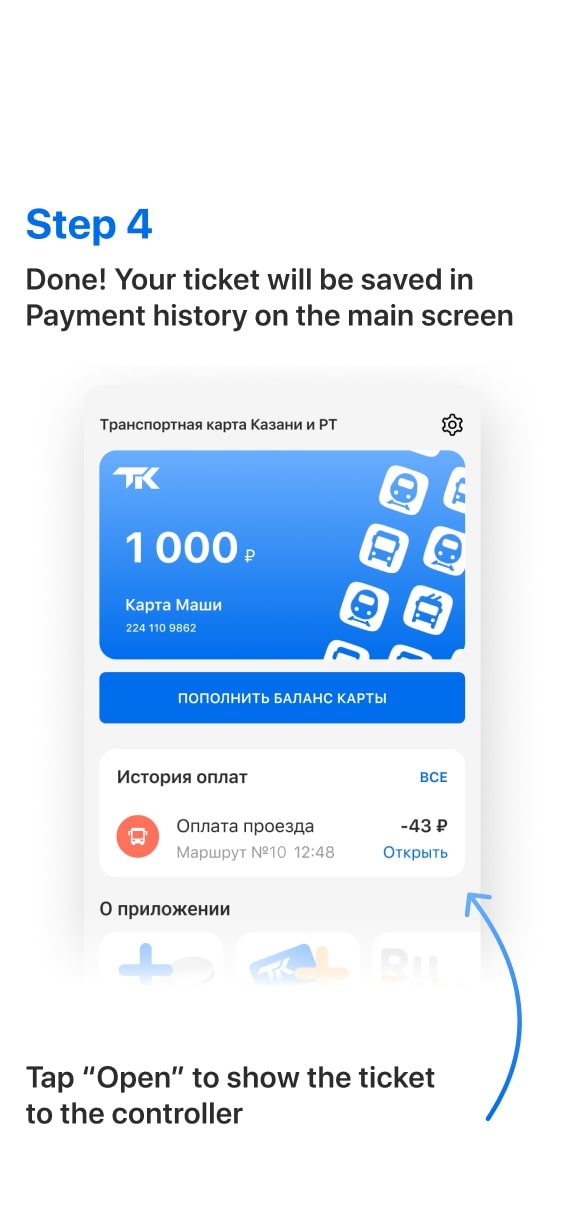 Step 4
Done! Your ticket will be saved in
Payment history on the main screen
Транспортная карта Казани и РТ
ТК
1 000 ₽
Карта Маши
224 110 9862
ПОПОЛНИТЬ БАЛАНС КАРТЫ
История оплат ВСЕ
Оплата проезда -43 ₽
Маршрут №10 12:48 Открыть
О приложении
Tap “Open” to show the ticket
to the controller